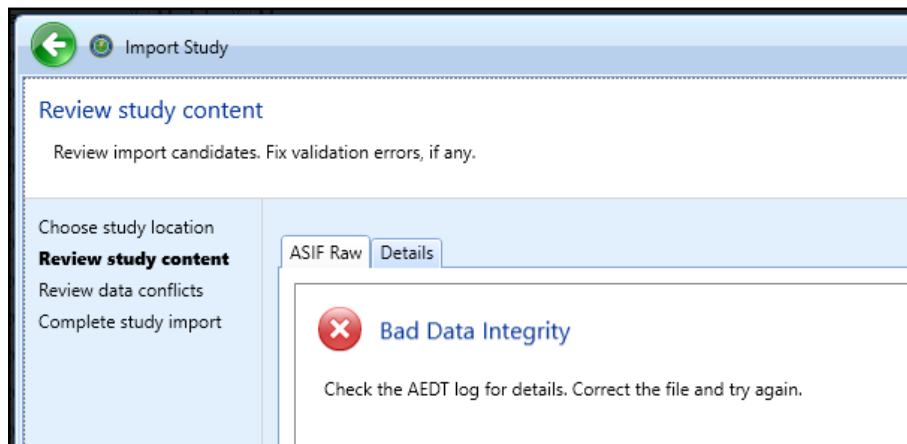 Import Study
Review study content
Review import candidates. Fix validation errors, if any.
Choose study location
Review study content
Review data conflicts
Complete study import
ASIF Raw
Details
Bad Data Integrity
Check the AEDT log for details. Correct the file and try again.